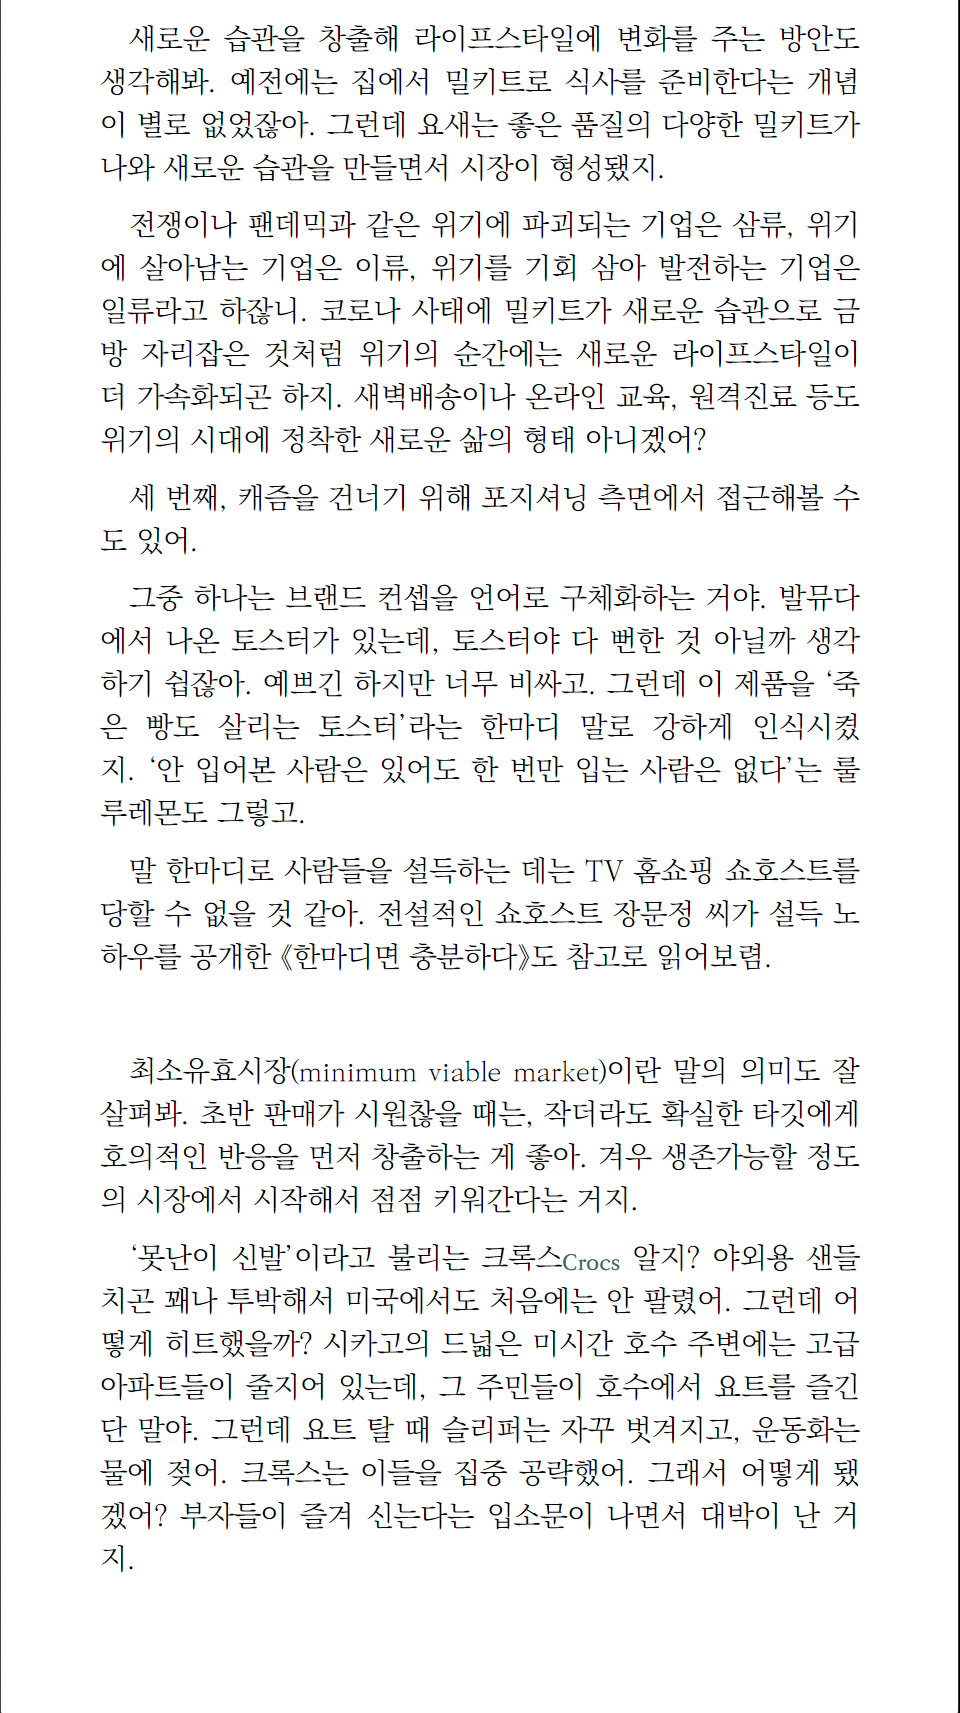 새로운 습관을 창출해 라이프스타일에 변화를 주는 방안도
생각해봐. 예전에는 집에서 밀키트로 식사를 준비한다는 개념
이 별로 없었잖아. 그런데 요새는 좋은 품질의 다양한 밀키트가
나와 새로운 습관을 만들면서 시장이 형성됐지.
전쟁이나 팬데믹과 같은 위기에 파괴되는 기업은 삼류, 위기
에 살아남는 기업은 이류, 위기를 기회 삼아 발전하는 기업은
일류라고 하잖니. 코로나 사태에 밀키트가 새로운 습관으로 금
방 자리잡은 것처럼 위기의 순간에는 새로운 라이프스타일이
더 가속화되곤 하지. 새벽배송이나 온라인 교육, 원격진료 등도
위기의 시대에 정착한 새로운 삶의 형태 아니겠어?
세 번째, 캐즘을 건너기 위해 포지셔닝 측면에서 접근해볼 수
도 있어.
그중 하나는 브랜드 컨셉을 언어로 구체화하는 거야. 발뮤다
에서 나온 토스터가 있는데, 토스터야 다 뻔한 것 아닐까 생각
하기 쉽잖아. 예쁘긴 하지만 너무 비싸고. 그런데 이 제품을 ‘죽
은 빵도 살리는 토스터’라는 한마디 말로 강하게 인식시켰
지. ‘안 입어본 사람은 있어도 한 번만 입는 사람은 없다’는 룰
루레몬도 그렇고.
말 한마디로 사람들을 설득하는 데는 TV 홈쇼핑 쇼호스트를
당할 수 없을 것 같아. 전설적인 쇼호스트 장문정 씨가 설득 노
하우를 공개한 《한마디면 충분하다》도 참고로 읽어보렴.
최소유효시장(minimum viable market)이란 말의 의미도 잘
살펴봐. 초반 판매가 시원찮을 때는, 작더라도 확실한 타깃에게
호의적인 반응을 먼저 창출하는 게 좋아. 겨우 생존가능할 정도
의 시장에서 시작해서 점점 키워간다는 거지.
‘못난이 신발’이라고 불리는 크록스Crocs 알지? 야외용 샌들
치곤 꽤나 투박해서 미국에서도 처음에는 안 팔렸어. 그런데 어
떻게 히트했을까? 시카고의 드넓은 미시간 호수 주변에는 고급
아파트들이 줄지어 있는데, 그 주민들이 호수에서 요트를 즐긴
단 말야. 그런데 요트 탈 때 슬리퍼는 자꾸 벗겨지고, 운동화는
물에 젖어. 크록스는 이들을 집중 공략했어. 그래서 어떻게 됐
겠어? 부자들이 즐겨 신는다는 입소문이 나면서 대박이 난 거
지.